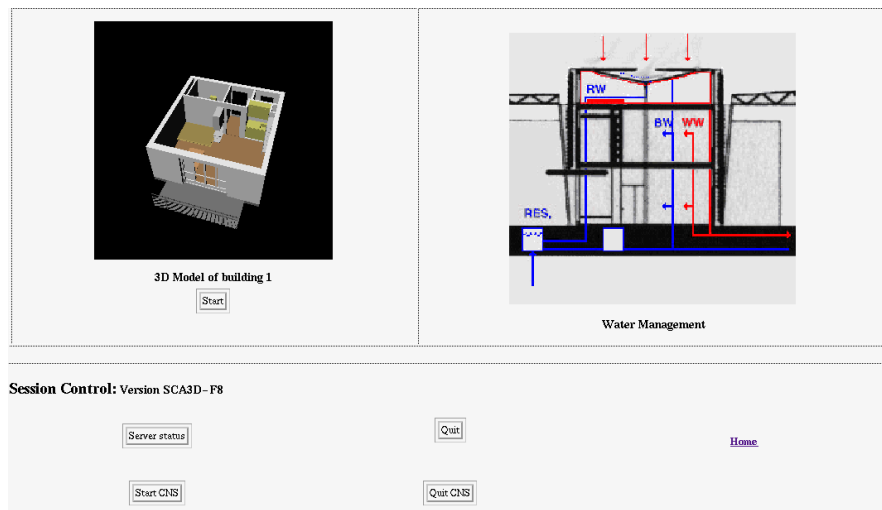 3D Model of building 1
Start
RW
BW WW
RES.
Water Management
Session Control: Version SCA3D-F8
Server status
Quit
Home
Start CNS
Quit CNS